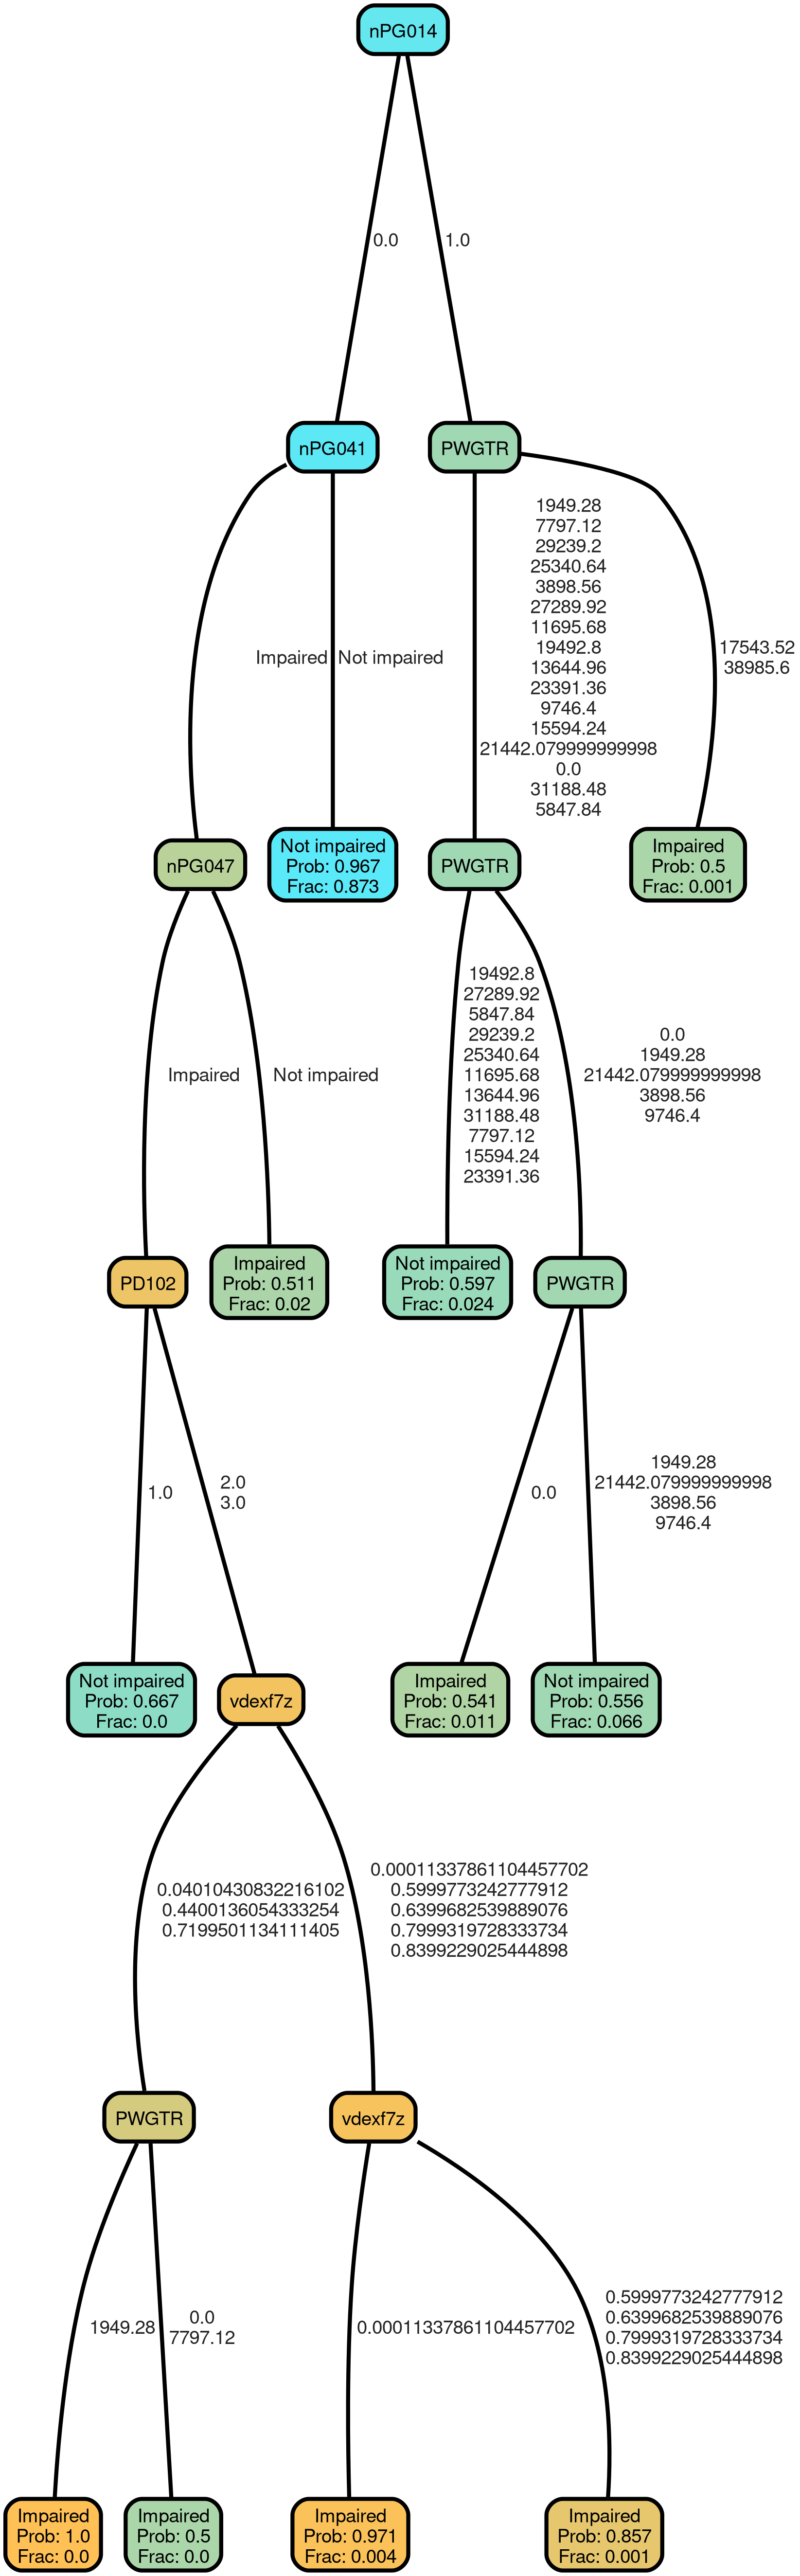 nPG014
0.0
1.0
nPG041
PWGTR
Impaired
Not impaired
1949.28
7797.12
29239.2
25340.64
3898.56
27289.92
11695.68
19492.8
13644.96
23391.36
9746.4
15594.24
21442.079999999998
0.0
31188.48
5847.84
17543.52
38985.6
nPG047
Not impaired
Prob: 0.967
Frac: 0.873
PWGTR
Impaired
Prob: 0.5
Frac: 0.001
Impaired
Not impaired
19492.8
27289.92
5847.84
29239.2
25340.64
11695.68
13644.96
31188.48
7797.12
15594.24
23391.36
0.0
1949.28
21442.079999999998
3898.56
9746.4
PD102
Impaired
Prob: 0.511
Frac: 0.02
Not impaired
Prob: 0.597
Frac: 0.024
PWGTR
1.0
2.0
3.0
0.0
1949.28
21442.079999999998
3898.56
9746.4
Not impaired
Prob: 0.667
Frac: 0.0
vdexf7z
Impaired
Prob: 0.541
Frac: 0.011
Not impaired
Prob: 0.556
Frac: 0.066
0.04010430832216102
0.4400136054333254
0.7199501134111405
0.00011337861104457702
0.5999773242777912
0.6399682539889076
0.7999319728333734
0.8399229025444898
PWGTR
vdexf7z
1949.28
0.0
7797.12
0.00011337861104457702
0.5999773242777912
0.6399682539889076
0.7999319728333734
0.8399229025444898
Impaired
Prob: 1.0
Frac: 0.0
Impaired
Prob: 0.5
Frac: 0.0
Impaired
Prob: 0.971
Frac: 0.004
Impaired
Prob: 0.857
Frac: 0.001